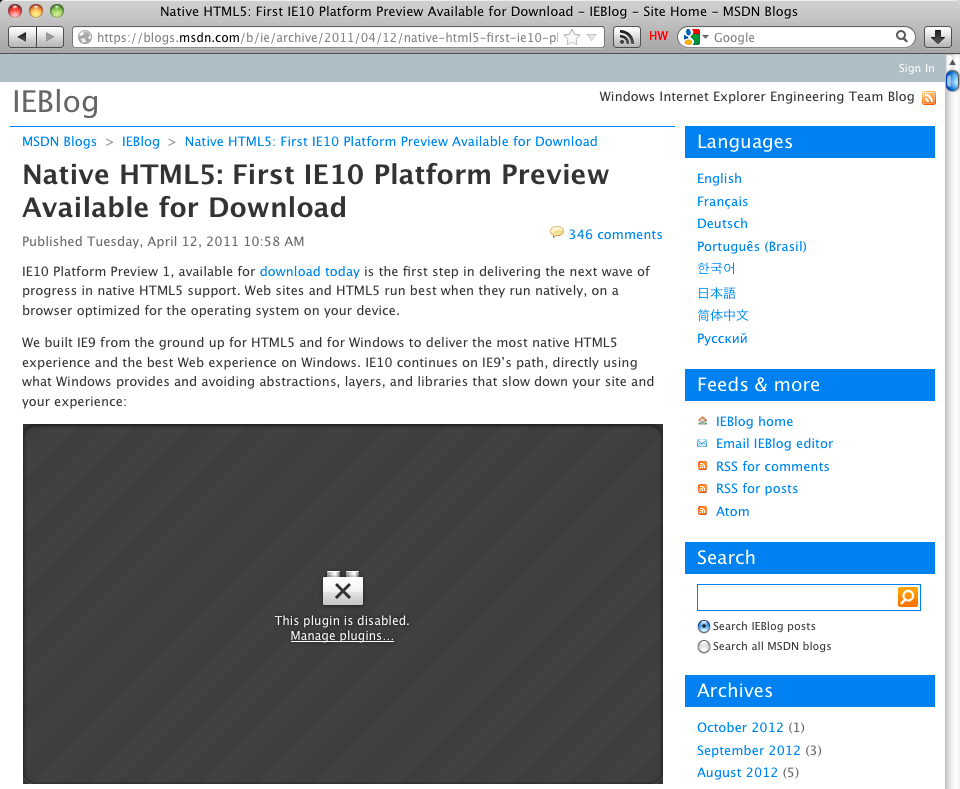 Native HTML5: First IE10 Platform Preview Available for Download – IEBlog – Site Home – MSDN Blogs
https://blogs.msdn.com/b/ie/archive/2011/04/12/native-html5-first-ie10-pl
HW
Google
Sign In
IEBlog
Windows Internet Explorer Engineering Team Blog
MSDN Blogs > IEBlog > Native HTML5: First IE10 Platform Preview Available for Download
Native HTML5: First IE10 Platform Preview
Available for Download
Published Tuesday, April 12, 2011 10:58 AM
346 comments
IE10 Platform Preview 1, available for download today is the first step in delivering the next wave of
progress in native HTML5 support. Web sites and HTML5 run best when they run natively, on a
browser optimized for the operating system on your device.
We built IE9 from the ground up for HTML5 and for Windows to deliver the most native HTML5
experience and the best Web experience on Windows. IE10 continues on IE9’s path, directly using
what Windows provides and avoiding abstractions, layers, and libraries that slow down your site and
your experience:
This plugin is disabled.
Manage plugins...
Languages
English
Français
Deutsch
Português (Brasil)
한국어
日本語
简体中文
Русский
Feeds & more
IEBlog home
Email IEBlog editor
RSS for comments
RSS for posts
Atom
Search
Search IEBlog posts
Search all MSDN blogs
Archives
October 2012 (1)
September 2012 (3)
August 2012 (5)